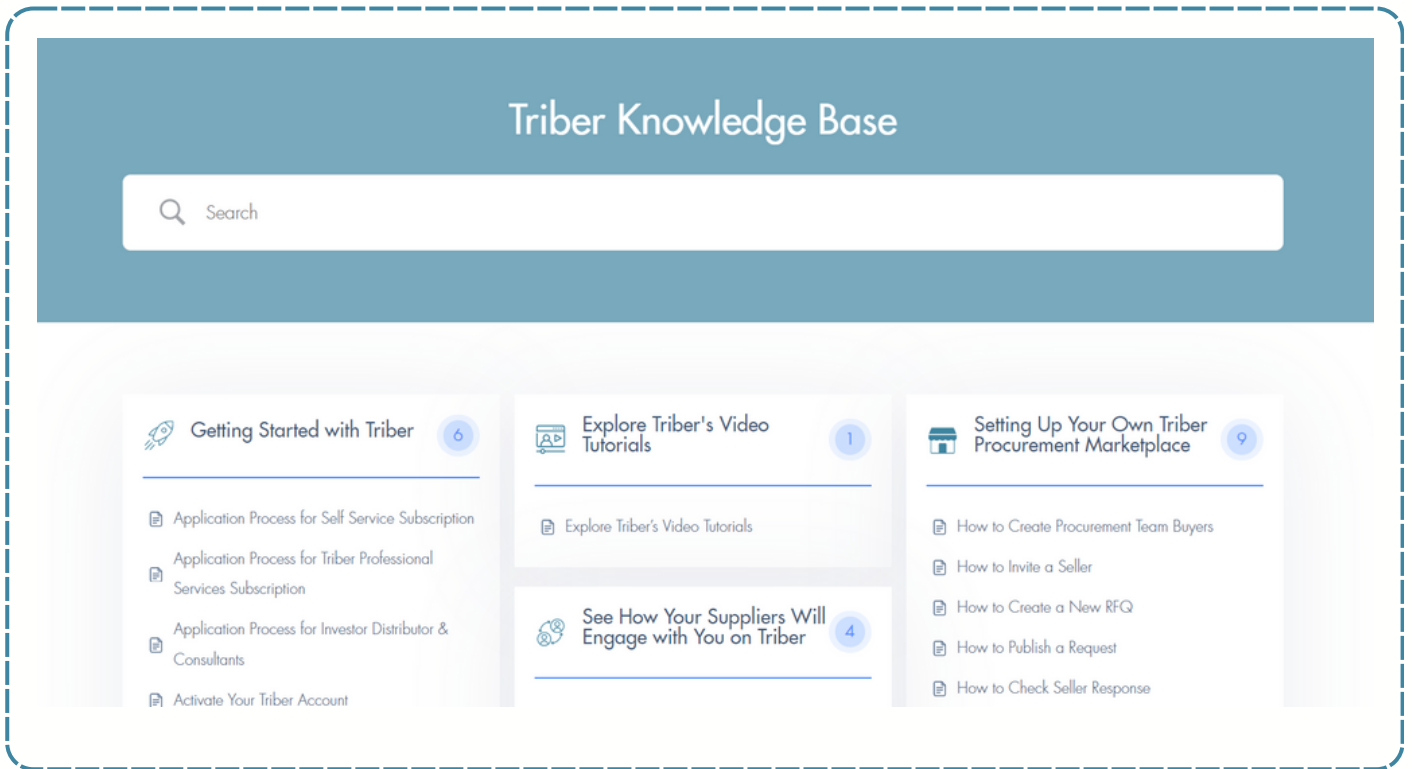 Triber Knowledge Base
Search
Getting Started with Triber
6
Application Process for Self Service Subscription
Application Process for Triber Professional
Services Subscription
Application Process for Investor Distributor &
Consultants
Activate Your Triber Account
Explore Triber's Video
Tutorials
1
Explore Triber's Video Tutorials
See How Your Suppliers Will
Engage with You on Triber
4
Setting Up Your Own Triber
Procurement Marketplace
9
How to Create Procurement Team Buyers
How to Invite a Seller
How to Create a New RFQ
How to Publish a Request
How to Check Seller Response